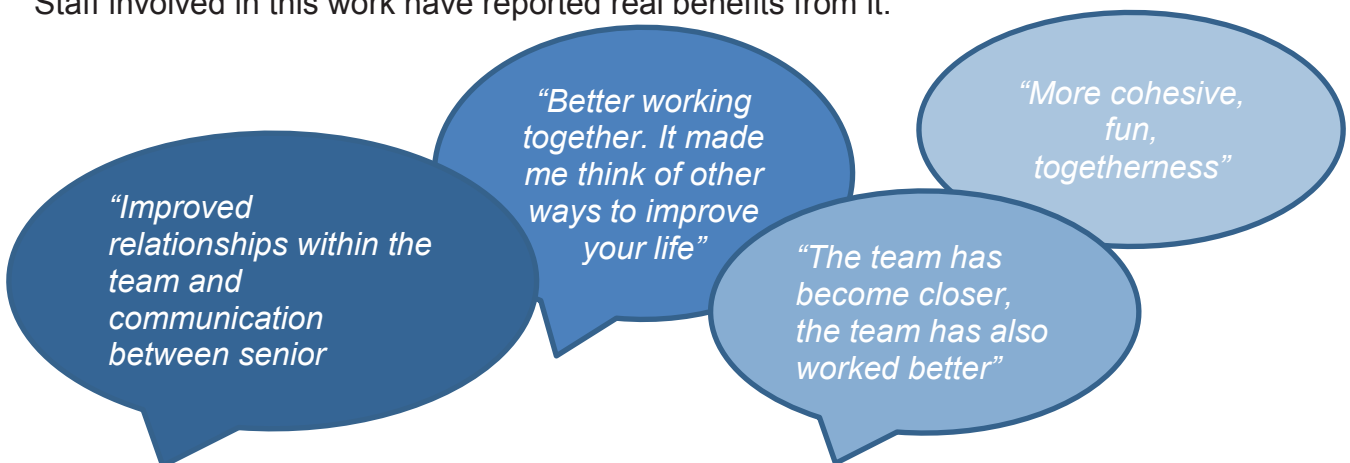 Staff involved in this work have reported real benefits from it.
“Improved
relationships within the
team and
communication
between senior
“Better working
together. It made
me think of other
ways to improve
your life”
“The team has
become closer,
the team has also
worked better”
“More cohesive,
fun,
togetherness”